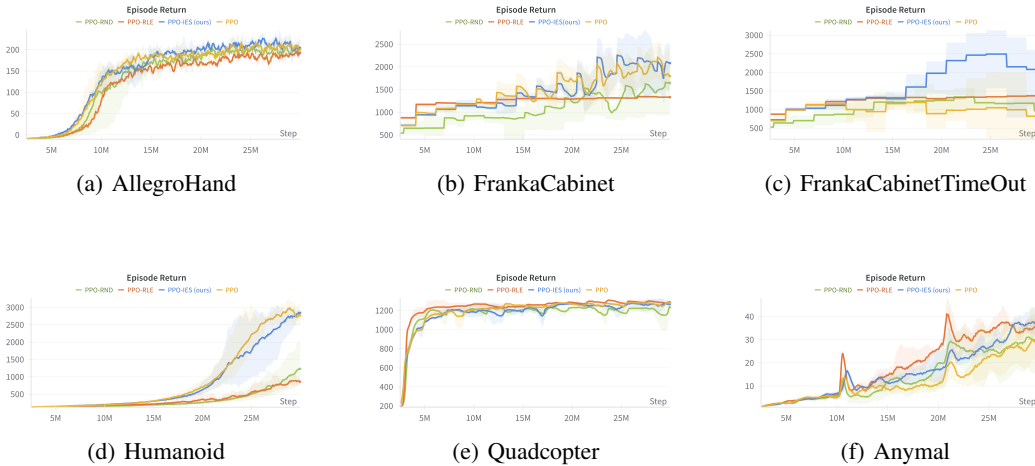 Episode Return
PPO-RND PPO-RLE PPO-IES (ours) PPO
200
150
100
50
0
Step
5M 10M 15M 20M 25M
(a) AllegroHand
Episode Return
PPO-RND PPO-RLE PPO-IES(ours) PPO
2500
2000
1500
1000
500
Step
5M 10M 15M 20M 25M
(b) FrankaCabinet
Episode Return
PPO-RND PPO-RLE PPO-IES (ours) PPO
3000
2500
2000
1500
1000
500
Step
5M 10M 15M 20M 25M
(c) FrankaCabinetTimeOut
Episode Return
PPO-RND PPO-RLE PPO-IES (ours) PPO
3000
2500
2000
1500
1000
500
Step
5M 10M 15M 20M 25M
(d) Humanoid
Episode Return
PPO-RND PPO-RLE PPO-IES (ours) PPO
1200
1000
800
600
400
200
Step
5M 10M 15M 20M 25M
(e) Quadcopter
Episode Return
PPO-RND PPO-RLE PPO-IES (ours) PPO
40
30
20
10
Step
5M 10M 15M 20M 25M
(f) Anymal